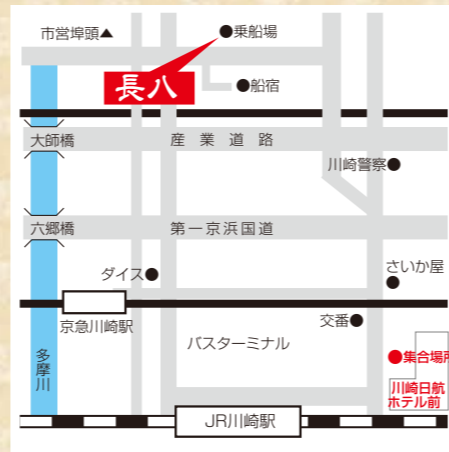 市営埠頭▲
●乗船場
長八
●船宿
大師橋
産業道路
川崎警察●
六郷橋
第一京浜国道
ダイス●
さいか屋
●
京急川崎駅
交番●
バスターミナル
多摩川
●集合場所
川崎日航
ホテル前
JR川崎駅